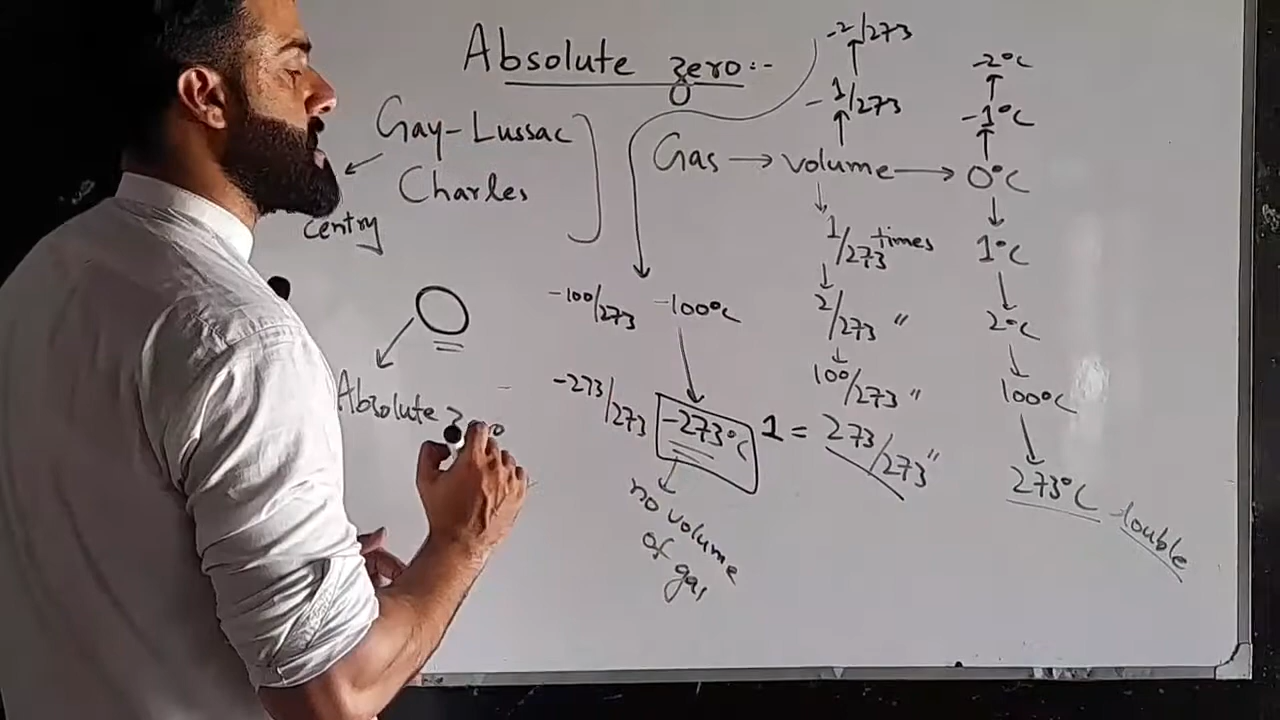 Absolute zero:-
Gay-Lussac
Charles
centry
Gas → volume → 0°C
-1/273
-2/273
-1°C
-2°C
1/273 times
1°C
2/273 "
2°C
100/273 "
100°C
1 = 273/273 "
273°C double
-100/273 -100°C
-273/273 -273°C
no volume
of gas
Absolute zero